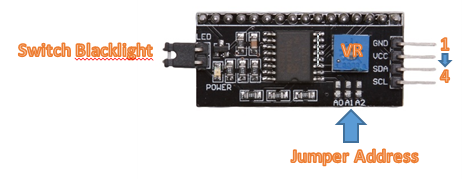 Switch Blacklight
LED
POWER
VR
GND
VCC
SDA
SCL
1
4
A0 A1 A2
Jumper Address